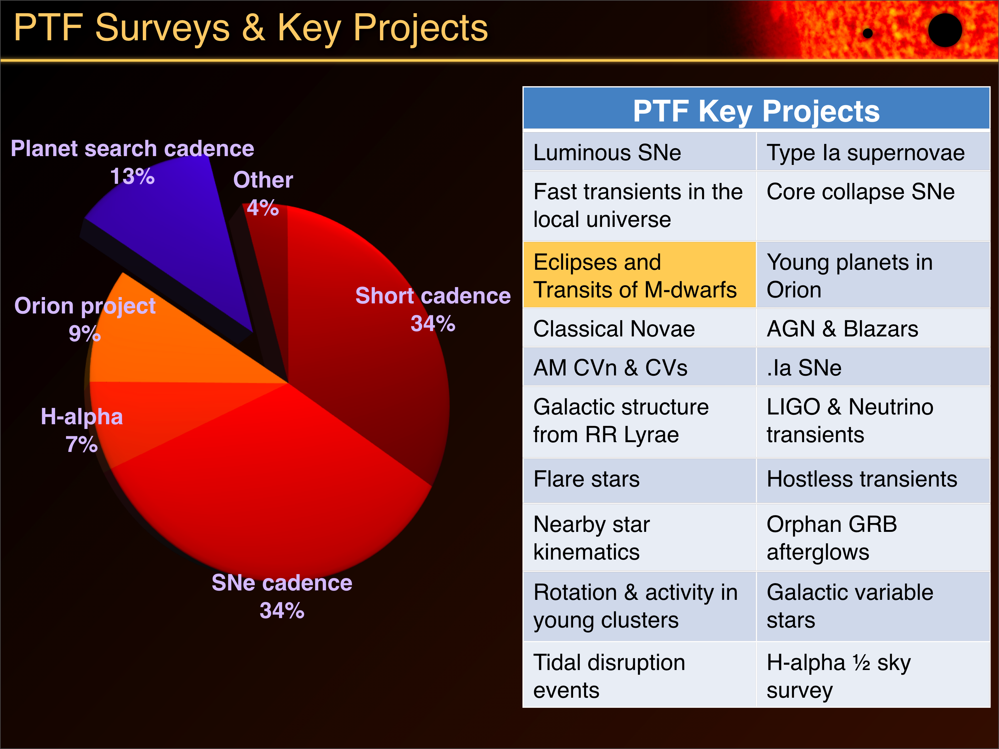 PTF Surveys & Key Projects
Planet search cadence
13%
Other
4%
Short cadence
34%
Orion project
9%
H-alpha
7%
SNe cadence
34%
PTF Key Projects
Luminous SNe
Type Ia supernovae
Fast transients in the
local universe
Core collapse SNe
Eclipses and
Transits of M-dwarfs
Young planets in
Orion
Classical Novae
AGN & Blazars
AM CVn & CVs
.Ia SNe
Galactic structure
from RR Lyrae
LIGO & Neutrino
transients
Flare stars
Hostless transients
Nearby star
kinematics
Orphan GRB
afterglows
Rotation & activity in
young clusters
Galactic variable
stars
Tidal disruption
events
H-alpha ½ sky
survey